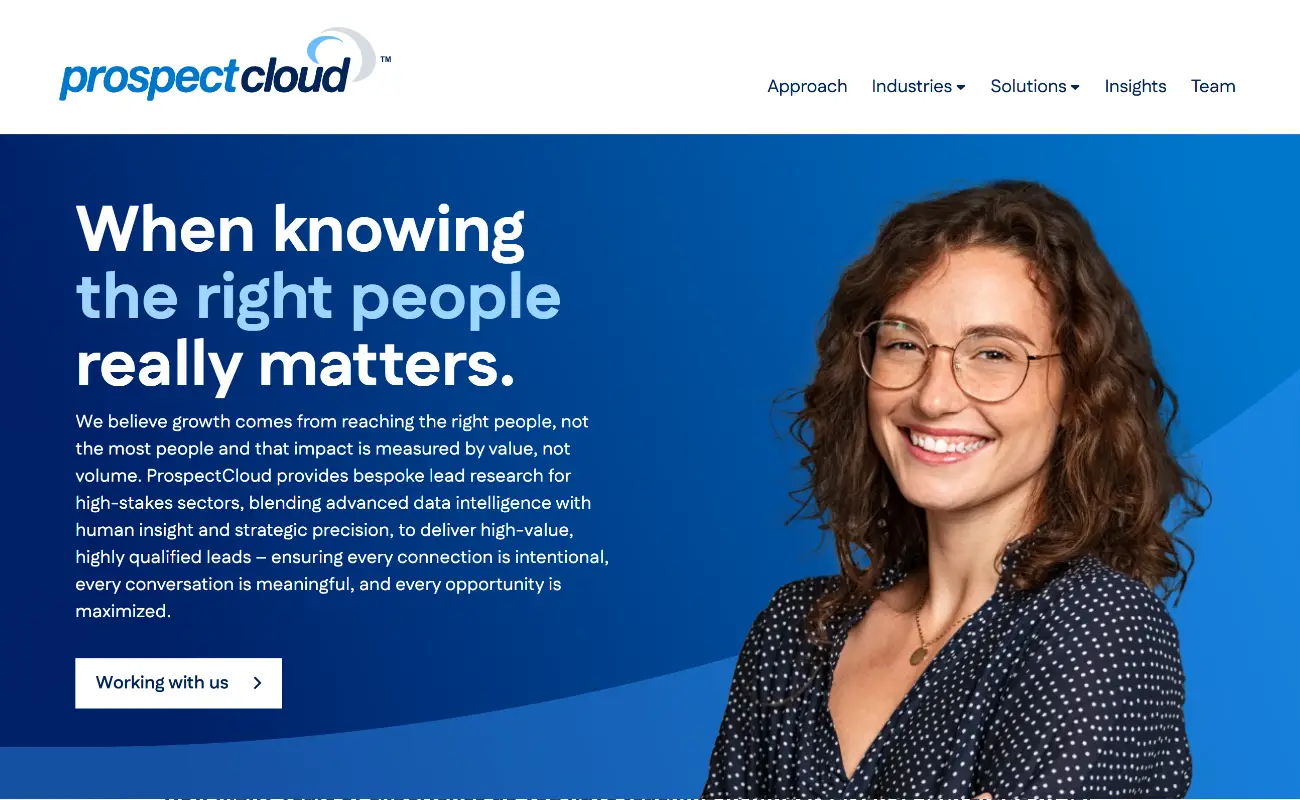 prospectcloud™
Approach Industries Solutions Insights Team
When knowing
the right people
really matters.
We believe growth comes from reaching the right people, not
the most people and that impact is measured by value, not
volume. ProspectCloud provides bespoke lead research for
high-stakes sectors, blending advanced data intelligence with
human insight and strategic precision, to deliver high-value,
highly qualified leads – ensuring every connection is intentional,
every conversation is meaningful, and every opportunity is
maximized.
Working with us